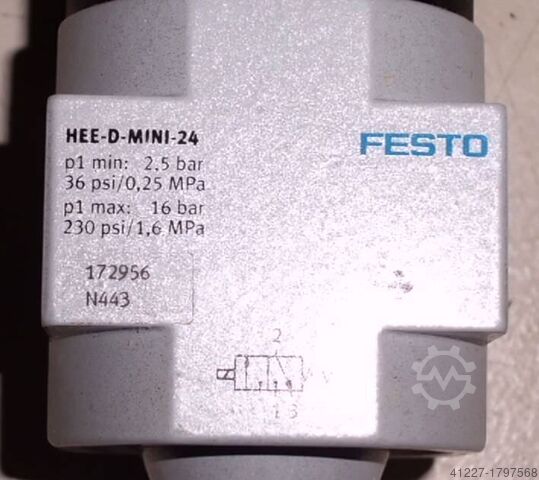 HEE-D-MINI-24
p1 min: 2,5 bar
36 psi/0,25 MPa
p1 max: 16 bar
230 psi/1,6 MPa
172956
N443
FESTO
2
1 3
41227-1797568